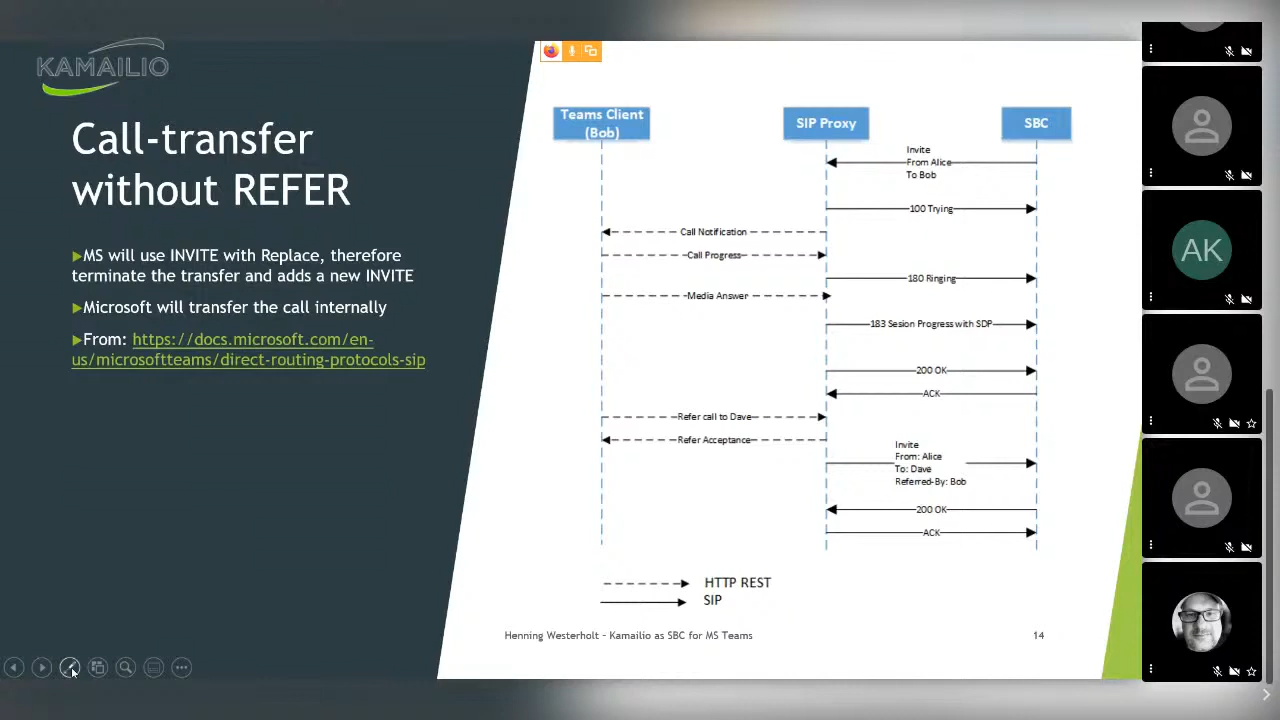 KAMAILIO
Call-transfer
without REFER
MS will use INVITE with Replace, therefore
terminate the transfer and adds a new INVITE
Microsoft will transfer the call internally
From: https://docs.microsoft.com/en-
us/microsoftteams/direct-routing-protocols-sip
Teams Client
(Bob)
SIP Proxy
SBC
Invite
From Alice
To Bob
100 Trying
Call Notification
Call Progress
180 Ringing
Media Answer
183 Sesion Progress with SDP
200 OK
ACK
Refer call to Dave
Refer Acceptance
Invite
From: Alice
To: Dave
Referred-By: Bob
200 OK
ACK
HTTP REST
SIP
Henning Westerholt - Kamailio as SBC for MS Teams
14
AK